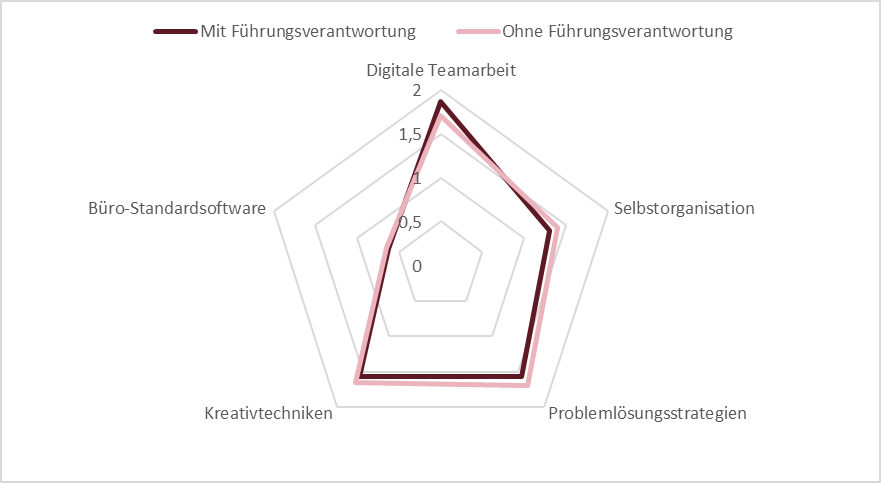 Mit Führungsverantwortung
Ohne Führungsverantwortung
Digitale Teamarbeit
2
1,5
1
0,5
0
Selbstorganisation
Problemlösungsstrategien
Kreativtechniken
Büro-Standardsoftware